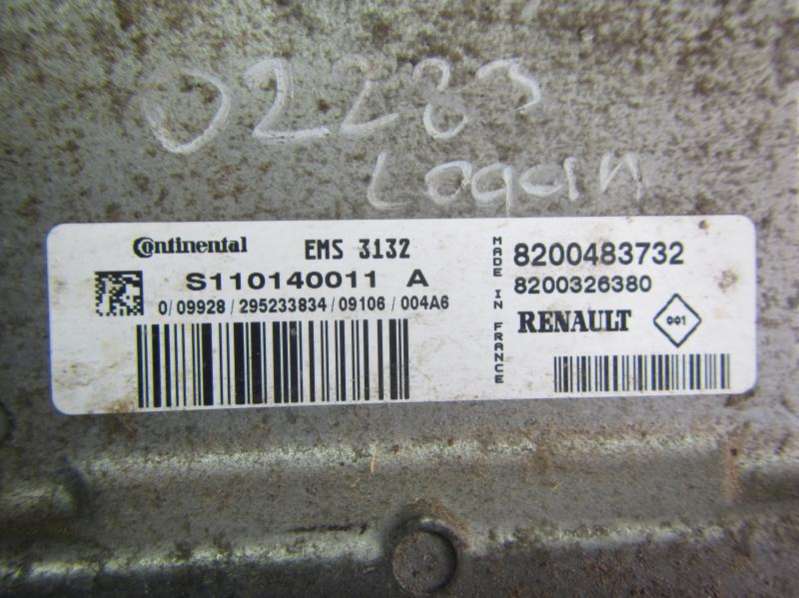 02283
Logan
Continental EMS 3132
S110140011 A
0/09928/295233834/09106/004A6
MADE IN FRANCE
8200483732
8200326380
RENAULT 001